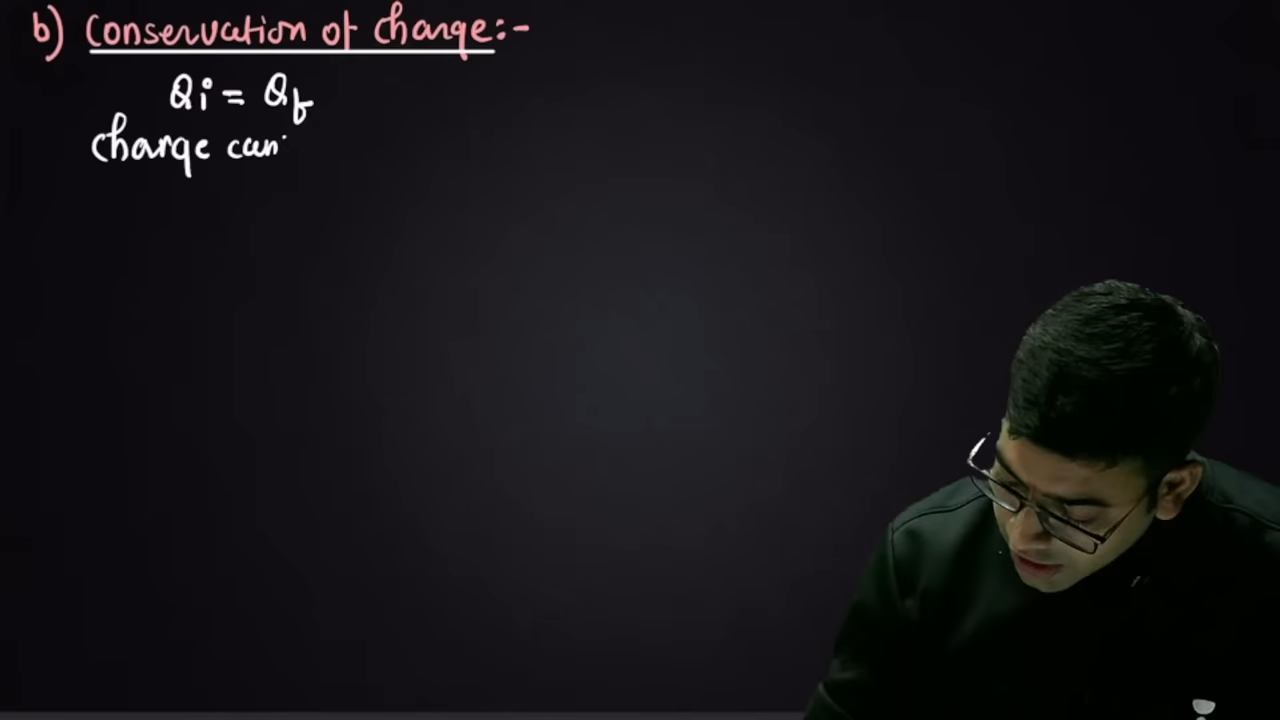 b) Conservation of charge:-
Qi = Qf
charge can